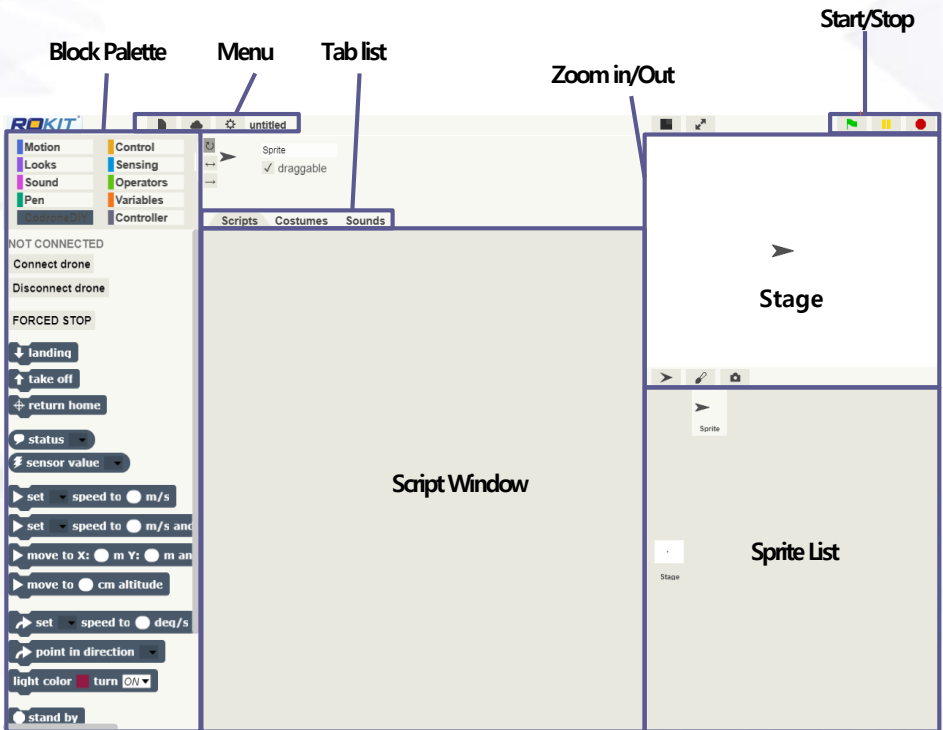 Start/Stop
Block Palette Menu Tab list
Zoom in/Out
ROKIT untitled
Motion Control
Looks Sensing
Sound Operators
Pen Variables
CodroneDIY Controller
Sprite
✓ draggable
Scripts Costumes Sounds
NOT CONNECTED
Connect drone
Disconnect drone
FORCED STOP
landing
take off
return home
status
sensor value
set speed to m/s
set speed to m/s and
move to X: m Y: m an
move to cm altitude
set speed to deg/s
point in direction
light color turn ON
stand by
Script Window
Stage
Sprite
Sprite List
Stage